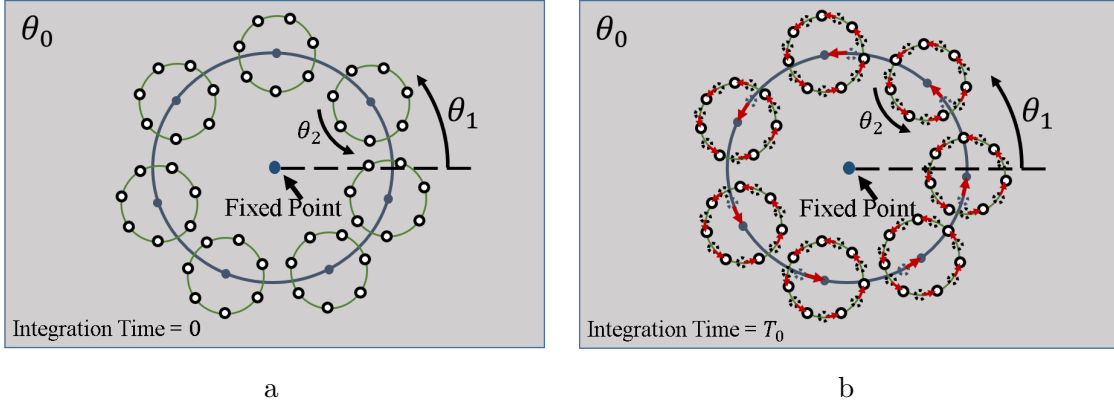 θ₀
θ₁
θ₂
Fixed Point
Integration Time = 0
a
θ₀
θ₁
θ₂
Fixed Point
Integration Time = T₀
b